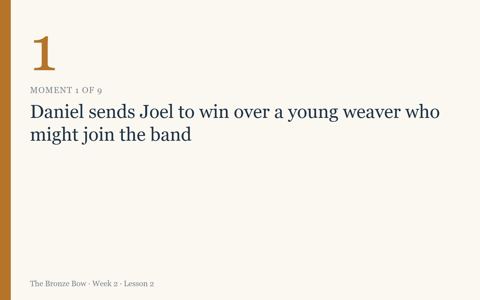 1
MOMENT 1 OF 9
Daniel sends Joel to win over a young weaver who
might join the band
The Bronze Bow · Week 2 · Lesson 2